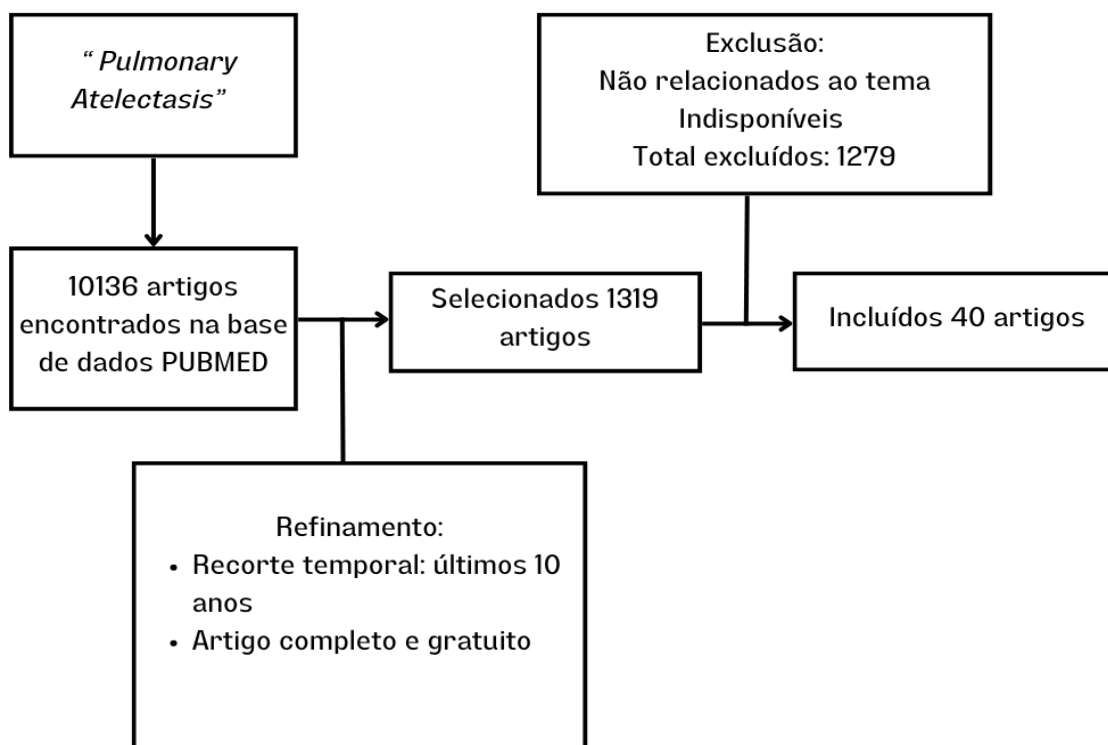 “ Pulmonary
Atelectasis”
Exclusão:
Não relacionados ao tema
Indisponíveis
Total excluídos: 1279
10136 artigos
encontrados na base
de dados PUBMED
Selecionados 1319
artigos
Incluídos 40 artigos
Refinamento:
• Recorte temporal: últimos 10
anos
• Artigo completo e gratuito